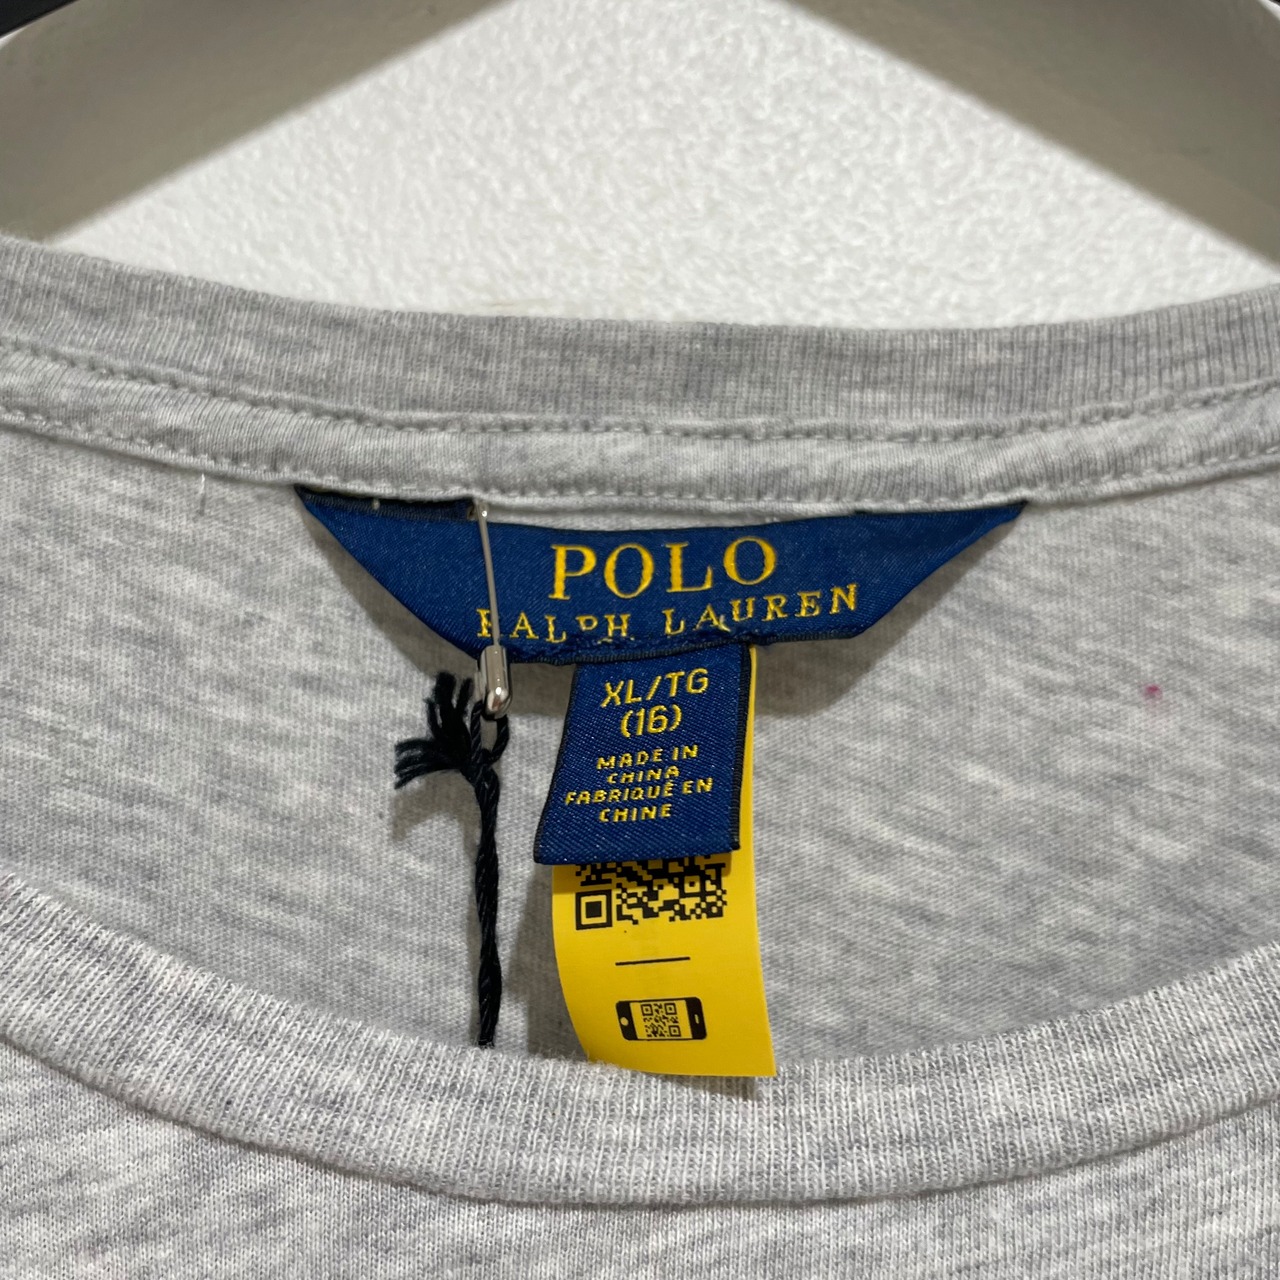 POLO
RALPH LAUREN
XL/TG
(16)
MADE IN
CHINA
FABRIQUÉ EN
CHINE